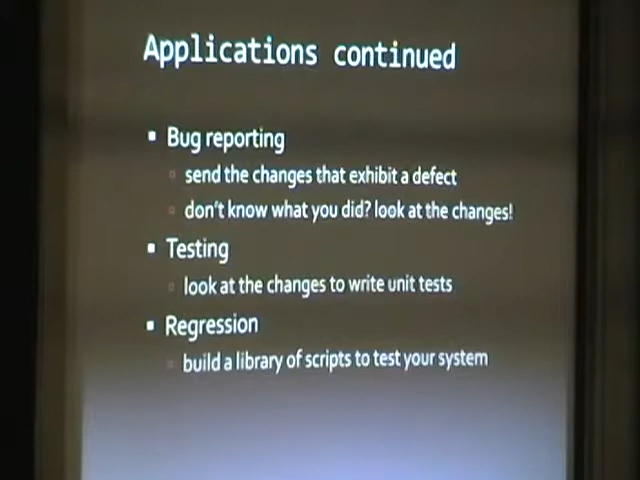 Applications continued
Bug reporting
send the changes that exhibit a defect
don't know what you did? look at the changes!
Testing
look at the changes to write unit tests
Regression
build a library of scripts to test your system